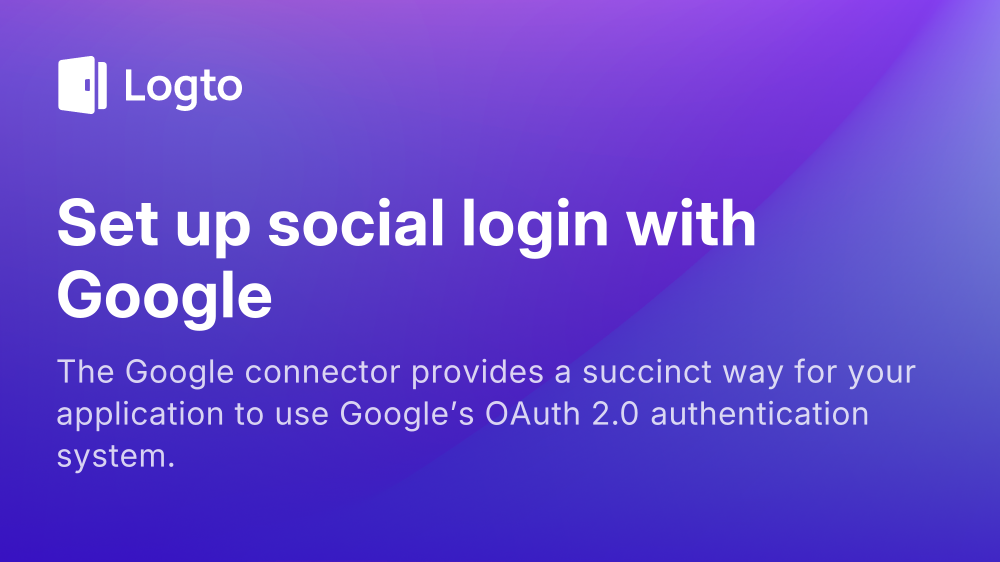 Logto
Set up social login with
Google
The Google connector provides a succinct way for your
application to use Google’s OAuth 2.0 authentication
system.